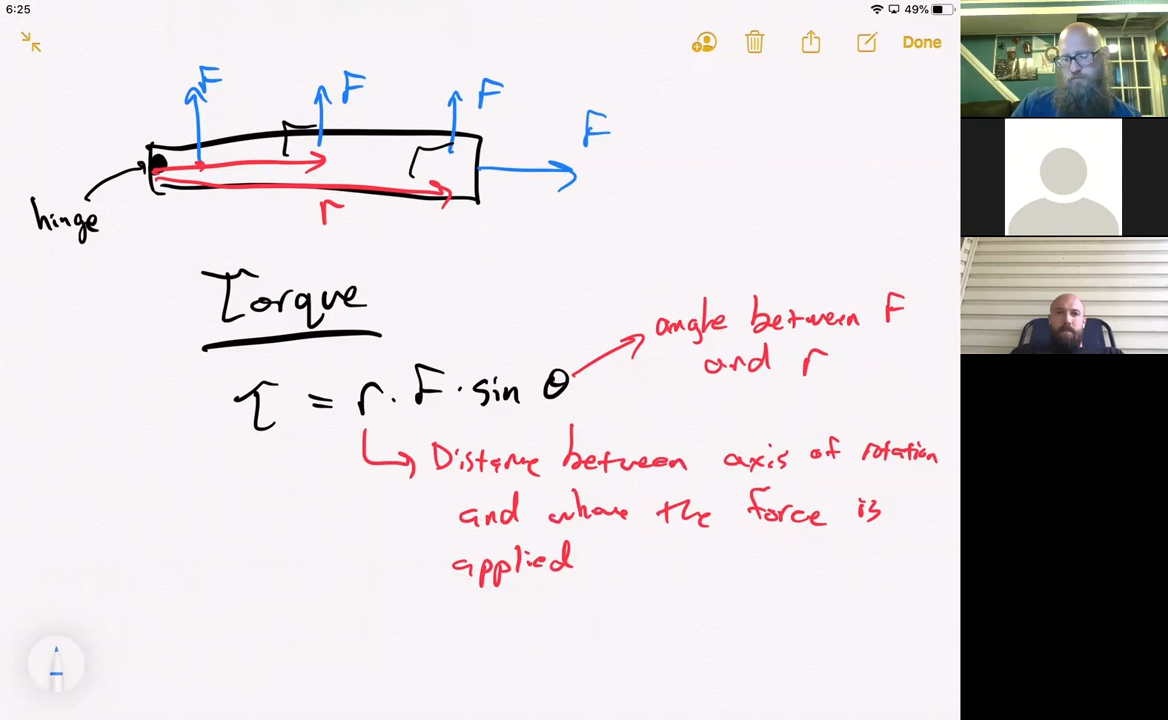 6:25
49%
Done
F
F
F
F
r
hinge
Torque
τ = r · F · sin θ
angle between F
and r
Distance between axis of rotation
and where the force is
applied